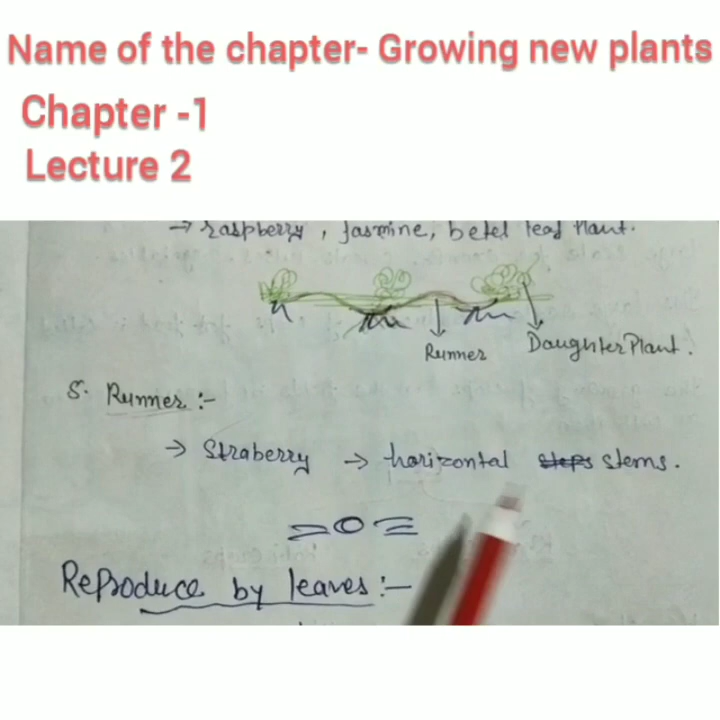 Name of the chapter- Growing new plants
Chapter -1
Lecture 2
→ raspberry, Jasmine, betel leaf Plant.
Runner
Daughter Plant.
5. Runner :-
→ Straberry → horizontal steps stems.
Reproduce by leaves :-